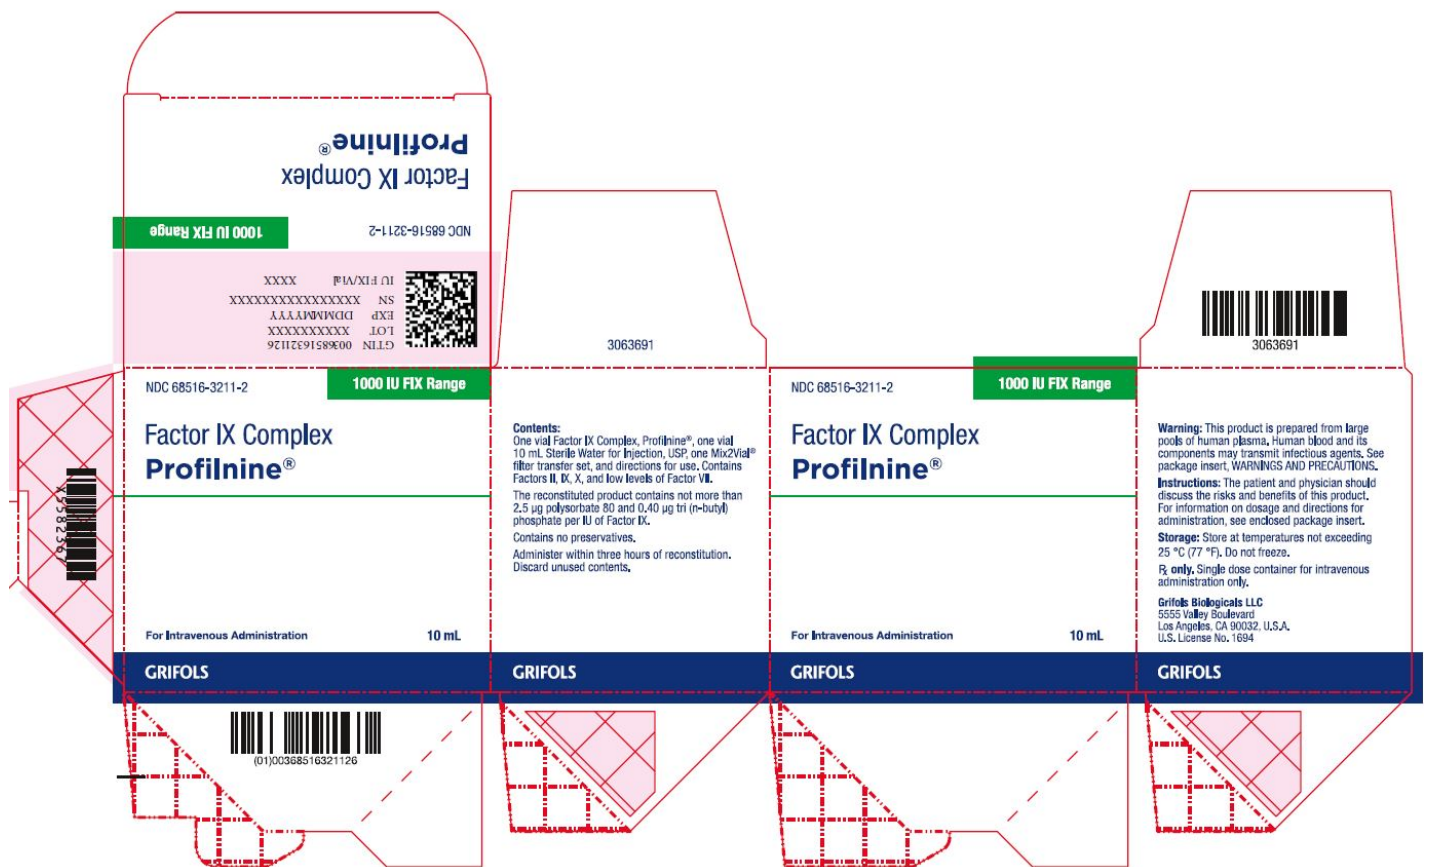 Profilnine®
Factor IX Complex
NDC 68516-3211-2
1000 IU FIX Range
GTIN 00368516321126
LOT XXXXXXXXXX
EXP DDMMMYYYY
SN XXXXXXXXXXXXXXXX
IU FIX/Vial XXXX
3063691
3063691
X5582367
NDC 68516-3211-2
1000 IU FIX Range
Factor IX Complex
Profilnine®
For Intravenous Administration
10 mL
GRIFOLS
(01)00368516321126
Contents:
One vial Factor IX Complex, Profilnine®, one vial
10 mL Sterile Water for Injection, USP, one Mix2Vial®
filter transfer set, and directions for use. Contains
Factors II, IX, X, and low levels of Factor VII.
The reconstituted product contains not more than
2.5 µg polysorbate 80 and 0.40 µg tri (n-butyl)
phosphate per IU of Factor IX.
Contains no preservatives.
Administer within three hours of reconstitution.
Discard unused contents.
GRIFOLS
NDC 68516-3211-2
1000 IU FIX Range
Factor IX Complex
Profilnine®
For Intravenous Administration
10 mL
GRIFOLS
Warning: This product is prepared from large
pools of human plasma. Human blood and its
components may transmit infectious agents. See
package insert, WARNINGS AND PRECAUTIONS.
Instructions: The patient and physician should
discuss the risks and benefits of this product.
For information on dosage and directions for
administration, see enclosed package insert.
Storage: Store at temperatures not exceeding
25 °C (77 °F). Do not freeze.
℞ only. Single dose container for intravenous
administration only.
Grifols Biologicals LLC
5555 Valley Boulevard
Los Angeles, CA 90032, U.S.A.
U.S. License No. 1694
GRIFOLS